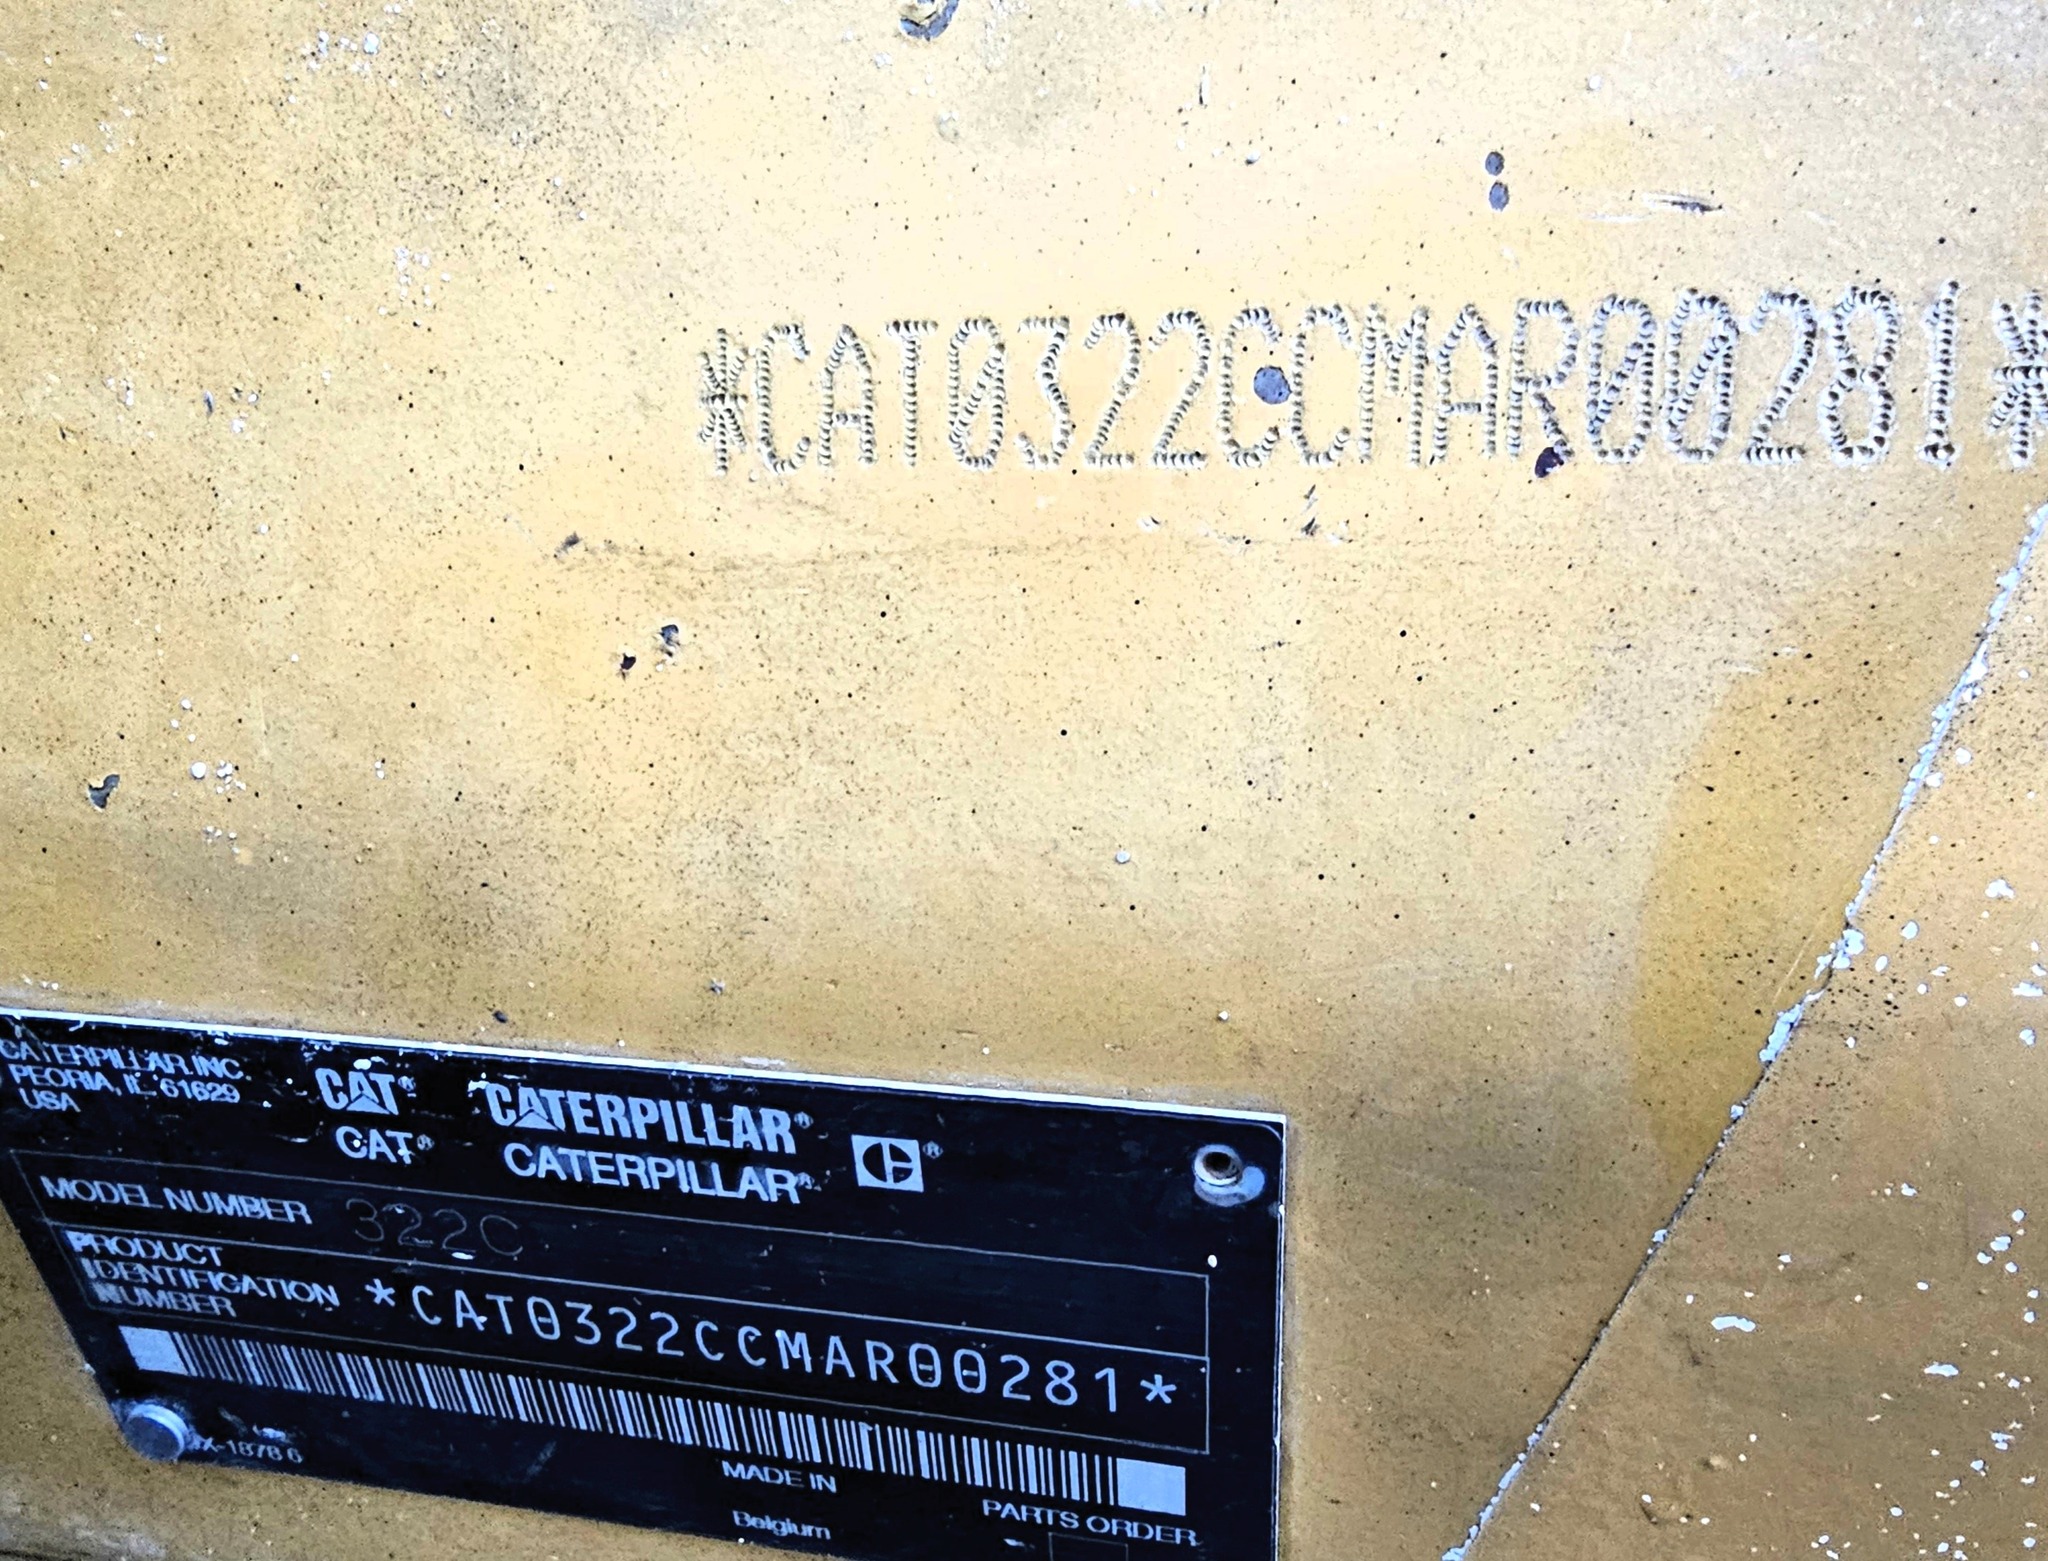 *CAT0322CCMAR00281*
CATERPILLAR INC.
PEORIA, IL. 61629
USA
CAT® CATERPILLAR®
CAT® CATERPILLAR®
MODEL NUMBER 322C
PRODUCT
IDENTIFICATION
NUMBER
*CAT0322CCMAR00281*
MADE IN
Belgium
PARTS ORDER